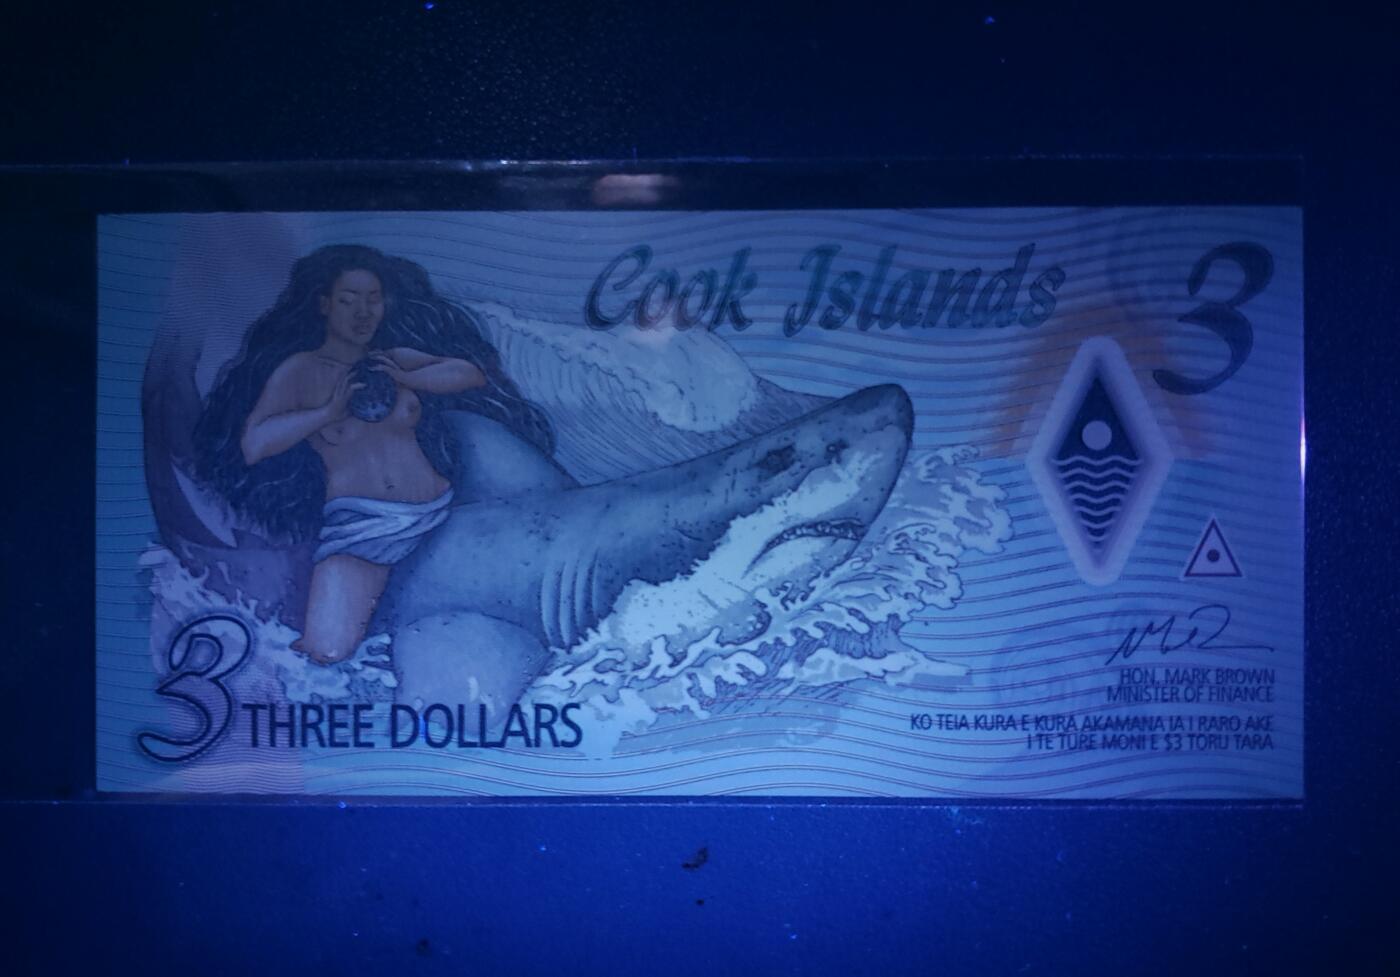 Cook Islands
3
3
THREE DOLLARS
HON. MARK BROWN
MINISTER OF FINANCE
KO TEIA KURA E KURA AKAMANA IA I RARO AKE
I TE TURE MONI E $3 TORU TARA